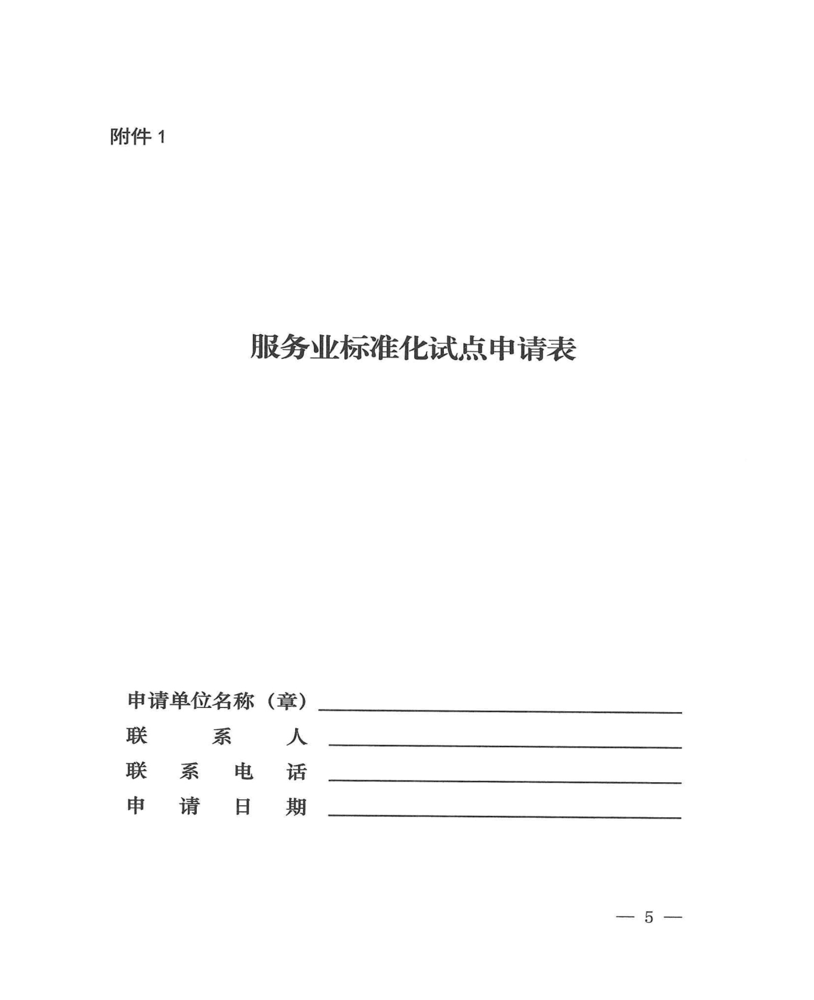 附件 1
服务业标准化试点申请表
申请单位名称（章）
联系人
联系电话
申请日期
— 5 —